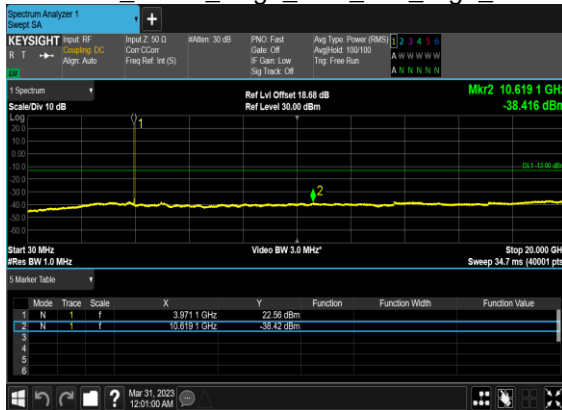 Spectrum Analyzer 1
Swept SA
+
KEYSIGHT Input: RF Input Z: 50 Ω #Atten: 30 dB PNO: Fast Avg Type: Power (RMS) 1 2 3 4 5 6
R T Coupling: DC Corr CCorr Gate: Off Avg|Hold: 100/100 A W W W W W
Align: Auto Freq Ref: Int (S) IF Gain: Low Trig: Free Run
Sig Track: Off A N N N N N
LXI
1 Spectrum Ref Lvl Offset 18.68 dB Mkr2 10.619 1 GHz
Scale/Div 10 dB Ref Level 30.00 dBm -38.416 dBm
Log
20.0
10.0
0.00
-10.0
DL1 -13.00 dBm
-20.0
-30.0
-40.0
-50.0
-60.0
1
2
Start 30 MHz Video BW 3.0 MHz* Stop 20.000 GH
#Res BW 1.0 MHz Sweep 34.7 ms (40001 pts
5 Marker Table
Mode Trace Scale X Y Function Function Width Function Value
1 N 1 f 3.971 1 GHz 22.56 dBm
2 N 1 f 10.619 1 GHz -38.42 dBm
3
4
5
6
? Mar 31, 2023
12:01:00 AM